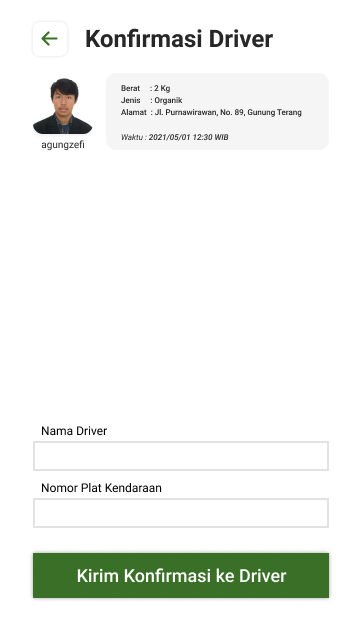 Konfirmasi Driver
Berat : 2 Kg
Jenis : Organik
Alamat : Jl. Purnawirawan, No. 89, Gunung Terang
Waktu : 2021/05/01 12:30 WIB
agungzefi
Nama Driver
Nomor Plat Kendaraan
Kirim Konfirmasi ke Driver